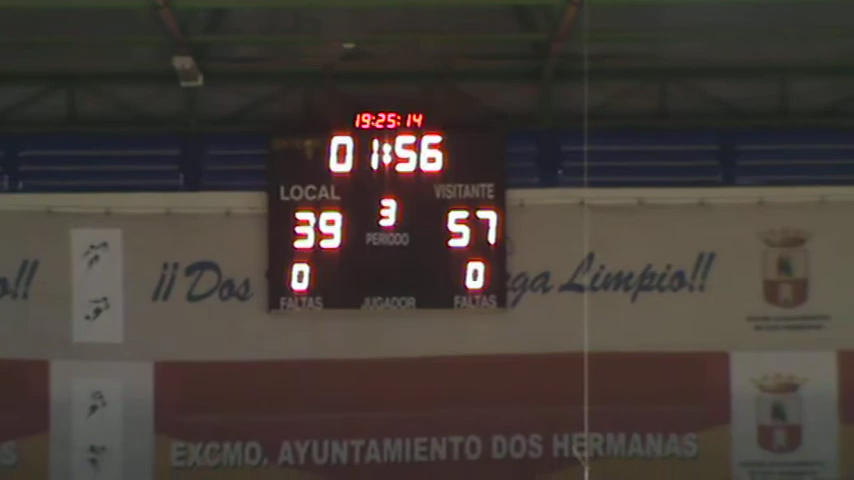 19:25:14
01:56
LOCAL VISITANTE
39 3 57
PERIODO
0 0
FALTAS JUGADOR FALTAS
¡¡Dos ga Limpio!!
o!!
EXCMO. AYUNTAMIENTO DOS HERMANAS
S